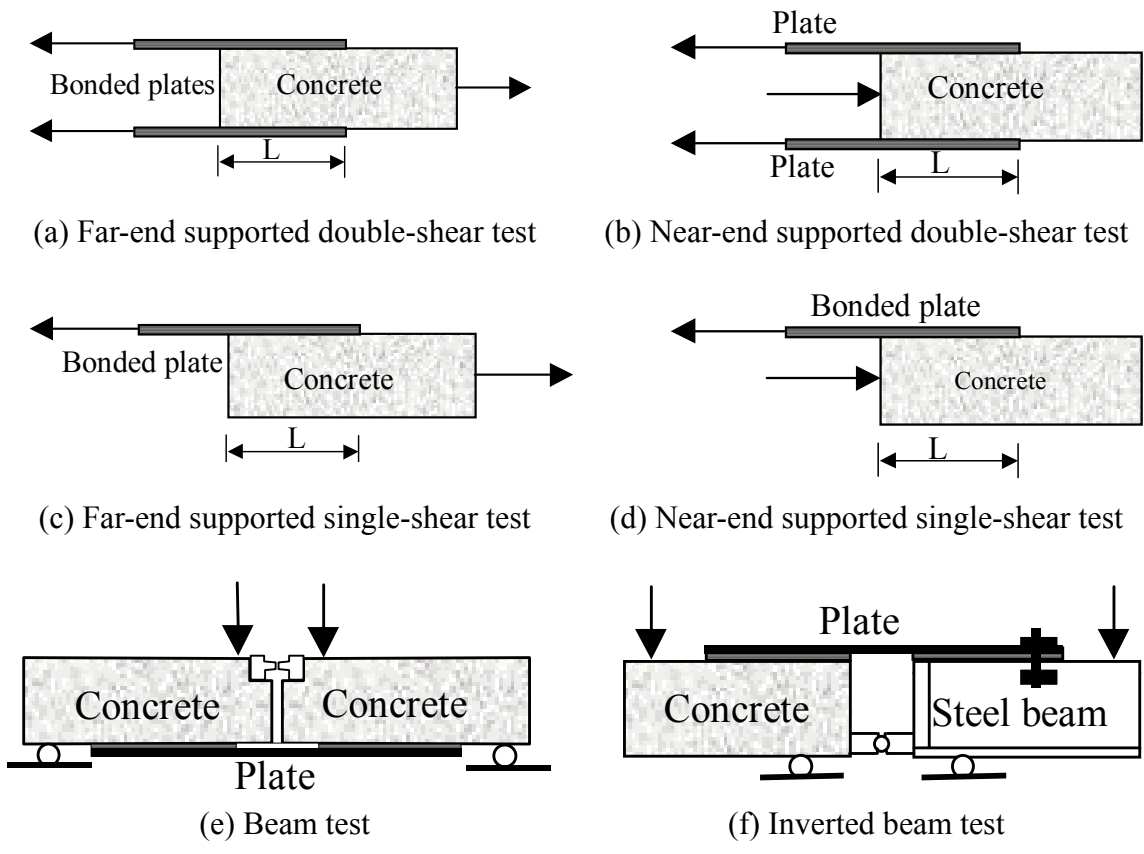 Bonded plates
Concrete
L
(a) Far-end supported double-shear test
Plate
Concrete
Plate
L
(b) Near-end supported double-shear test
Bonded plate
Concrete
L
(c) Far-end supported single-shear test
Bonded plate
Concrete
L
(d) Near-end supported single-shear test
Concrete
Concrete
Plate
(e) Beam test
Plate
Concrete
Steel beam
(f) Inverted beam test